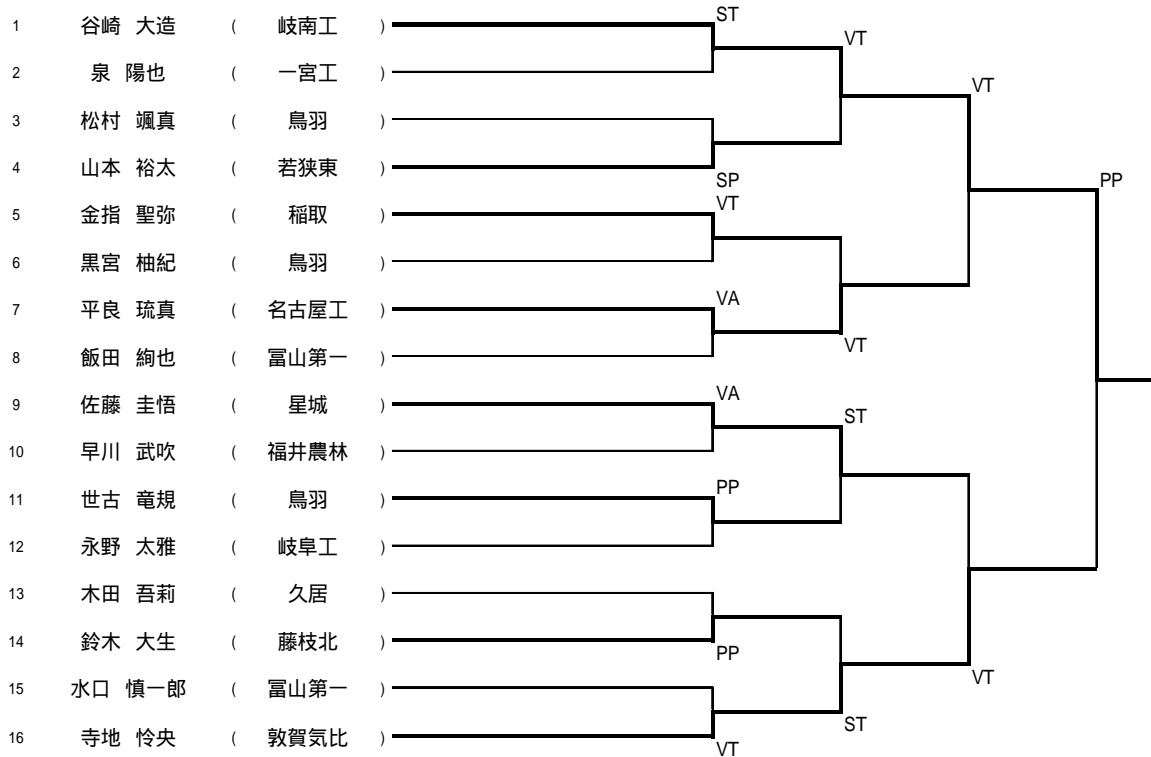 ST
1 谷崎 大造 ( 岐南工 )
VT
2 泉 陽也 ( 一宮工 )
VT
3 松村 颯真 ( 鳥羽 )
4 山本 裕太 ( 若狭東 )
SP
PP
VT
5 金指 聖弥 ( 稲取 )
6 黒宮 柚紀 ( 鳥羽 )
VA
7 平良 琉真 ( 名古屋工 )
VT
8 飯田 絢也 ( 冨山第一 )
VA
9 佐藤 圭悟 ( 星城 )
ST
10 早川 武吹 ( 福井農林 )
PP
11 世古 竜規 ( 鳥羽 )
12 永野 太雅 ( 岐阜工 )
13 木田 吾莉 ( 久居 )
14 鈴木 大生 ( 藤枝北 )
PP
VT
15 水口 慎一郎 ( 冨山第一 )
ST
16 寺地 怜央 ( 敦賀気比 )
VT